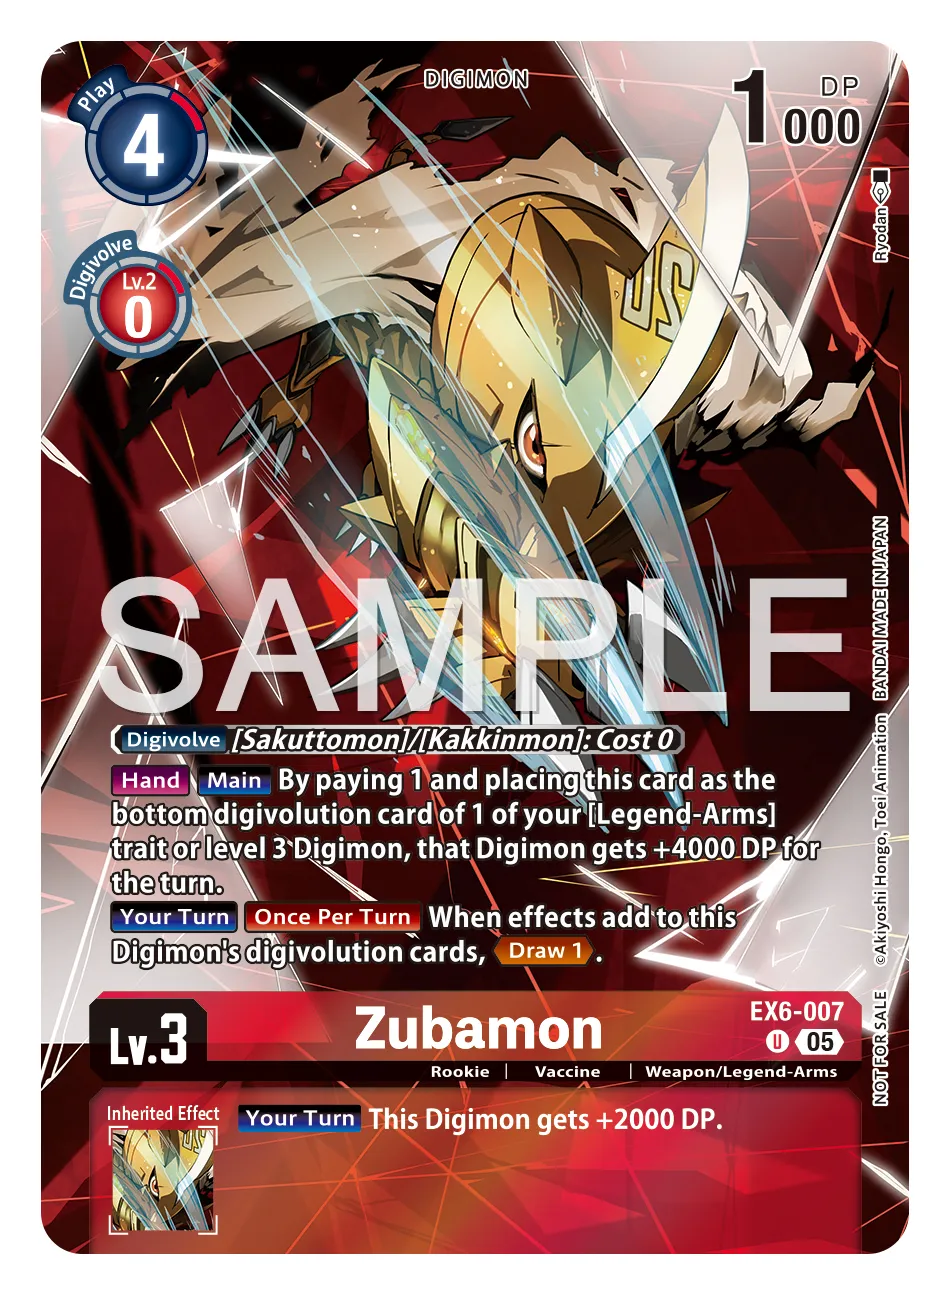 DIGIMON
Play
4
1000
DP
Ryodan
Digivolve
Lv.2
0
SAMPLE
Digivolve [Sakuttomon]/[Kakkinmon]: Cost 0
Hand Main By paying 1 and placing this card as the
bottom digivolution card of 1 of your [Legend-Arms]
trait or level 3 Digimon, that Digimon gets +4000 DP for
the turn.
Your Turn Once Per Turn When effects add to this
Digimon's digivolution cards, Draw 1.
©Akiyoshi Hongo, Toei Animation BANDAI MADE IN JAPAN
NOT FOR SALE
Lv.3
Zubamon
EX6-007
U 05
Rookie | Vaccine | Weapon/Legend-Arms
Inherited Effect
Your Turn This Digimon gets +2000 DP.